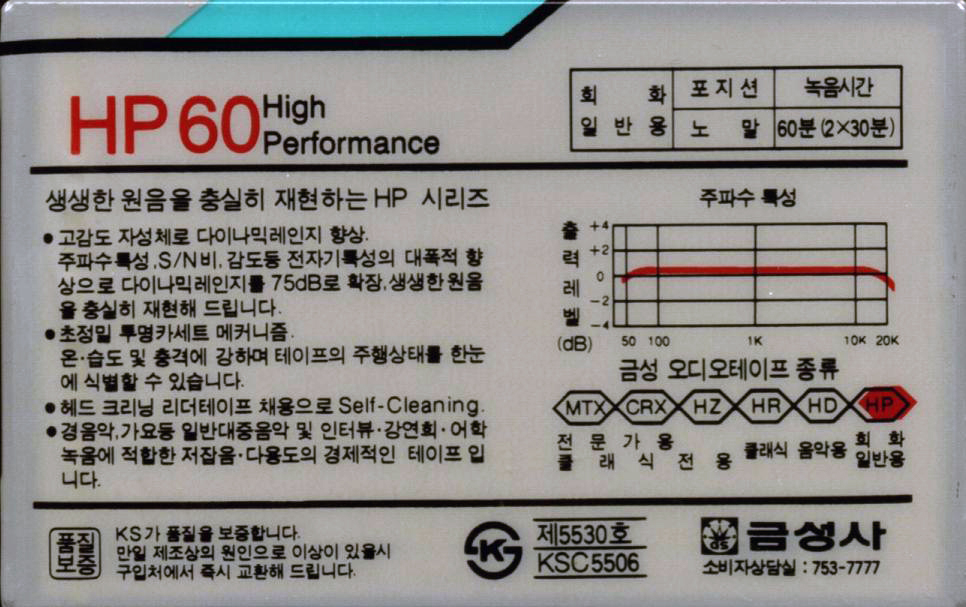 HP 60 High
Performance
회 화
일 반 용
포 지 션 녹음시간
노 말 60분 (2×30분)
생생한 원음을 충실히 재현하는 HP 시리즈
● 고감도 자성체로 다이나믹레인지 향상.
주파수특성, S/N비, 감도등 전자기특성의 대폭적 향
상으로 다이나믹레인지를 75dB로 확장, 생생한 원음
을 충실히 재현해 드립니다.
● 초정밀 투명카세트 메커니즘.
온·습도 및 충격에 강하며 테이프의 주행상태를 한눈
에 식별할 수 있습니다.
● 헤드 크리닝 리더테이프 채용으로 Self-Cleaning.
● 경음악, 가요등 일반대중음악 및 인터뷰·강연회·어학
녹음에 적합한 저잡음·다용도의 경제적인 테이프 입
니다.
주파수 특성
출력레벨
(dB)
+4
+2
0
-2
-4
50 100 1K 10K 20K
금성 오디오테이프 종류
MTX CRX HZ HR HD HP
전 문 가 용
클 래 식 전 용
클래식 음악용
회 화
일반용
품질
보증
KS가 품질을 보증합니다.
만일 제조상의 원인으로 이상이 있을시
구입처에서 즉시 교환해 드립니다.
K
제5530호
KSC5506
GS 금성사
소비자상담실 : 753-7777